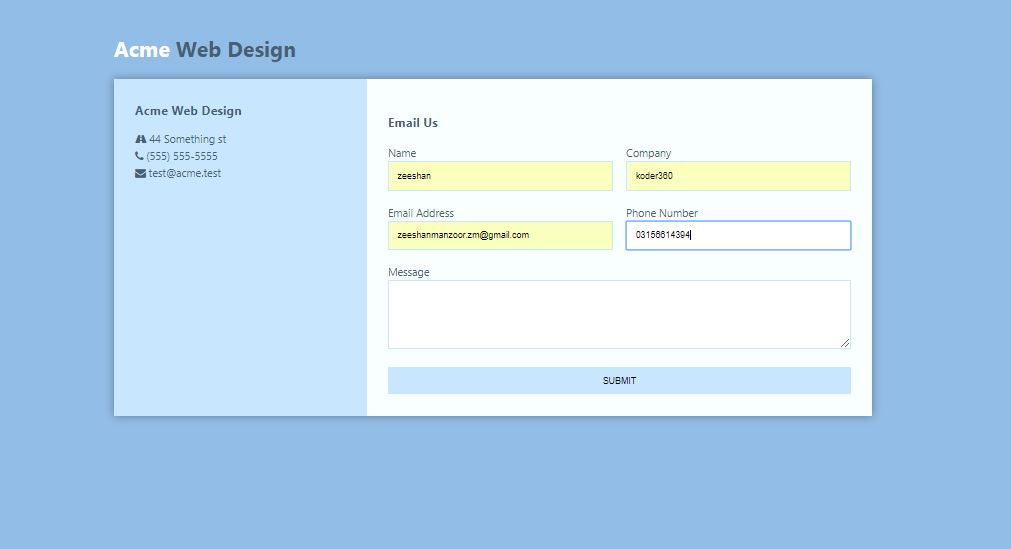 Acme Web Design
Acme Web Design
44 Something st
(555) 555-5555
test@acme.test
Email Us
Name
Company
zeeshan
koder360
Email Address
Phone Number
zeeshanmanzoor.zm@gmail.com
03156614394
Message
SUBMIT